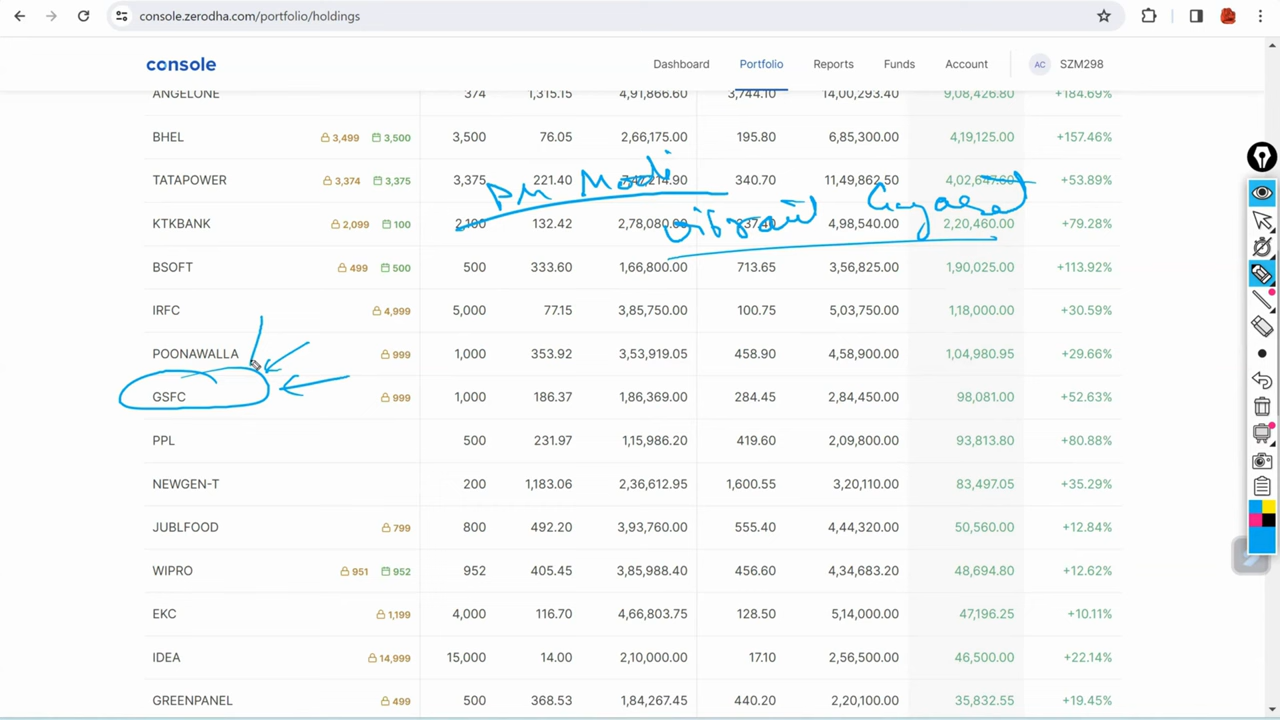 console.zerodha.com/portfolio/holdings
console Dashboard Portfolio Reports Funds Account AC SZM298
ANGELONE 374 1,315.15 4,91,866.60 3,744.10 14,00,293.40 9,08,426.80 +184.69%
BHEL 3,499 3,500 3,500 76.05 2,66,175.00 195.80 6,85,300.00 4,19,125.00 +157.46%
PM Modi
TATAPOWER 3,374 3,375 3,375 221.40 340.70 11,49,862.50 4,02,647.60 +53.89%
Vibrant
KTKBANK 2,099 100 2,100 132.42 2,78,080.00 237.40 4,98,540.00 2,20,460.00 +79.28%
BSOFT 499 500 500 333.60 1,66,800.00 713.65 3,56,825.00 1,90,025.00 +113.92%
IRFC 4,999 5,000 77.15 3,85,750.00 100.75 5,03,750.00 1,18,000.00 +30.59%
POONAWALLA 999 1,000 353.92 3,53,919.05 458.90 4,58,900.00 1,04,980.95 +29.66%
GSFC 999 1,000 186.37 1,86,369.00 284.45 2,84,450.00 98,081.00 +52.63%
PPL 500 231.97 1,15,986.20 419.60 2,09,800.00 93,813.80 +80.88%
NEWGEN-T 200 1,183.06 2,36,612.95 1,600.55 3,20,110.00 83,497.05 +35.29%
JUBLFOOD 799 800 492.20 3,93,760.00 555.40 4,44,320.00 50,560.00 +12.84%
WIPRO 951 952 952 405.45 3,85,988.40 456.60 4,34,683.20 48,694.80 +12.62%
EKC 1,199 4,000 116.70 4,66,803.75 128.50 5,14,000.00 47,196.25 +10.11%
IDEA 14,999 15,000 14.00 2,10,000.00 17.10 2,56,500.00 46,500.00 +22.14%
GREENPANEL 499 500 368.53 1,84,267.45 440.20 2,20,100.00 35,832.55 +19.45%